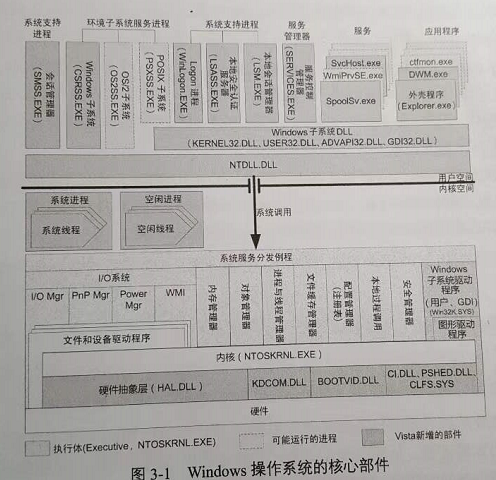 系统支持进程
环境子系统服务进程
系统支持进程
服务管理器
服务
应用程序
会话管理器(SMSS.EXE)
Windows 子系统(CSRSS.EXE)
OS/2子系统(OS2SS.EXE)
POSIX 子系统(PSXSS.EXE)
Logon 进程(WinLogon.EXE)
本地安全认证服务器(LSASS.EXE)
本地会话管理器(LSM.EXE)
服务控制管理器(SERVICES.EXE)
SvcHost.EXE
WmiPrvSE.EXE
SpoolSv.EXE
ctfmon.EXE
DWM.EXE
外壳程序
(Explorer.EXE)
Windows子系统DLL
(KERNEL32.DLL, USER32.DLL, ADVAPI32.DLL, GDI32.DLL)
NTDLL.DLL
用户空间
内核空间
系统进程
系统线程
空闲进程
空闲线程
系统调用
系统服务分发例程
I/O系统
I/O Mgr
PnP Mgr
Power Mgr
WMI
文件和设备驱动程序
内存管理器
对象管理器
进程与线程管理器
文件缓存管理器
配置管理器(注册表)
本地过程调用
安全管理器
Windows
子系统驱动
程序
(用户、GDI)
(Win32K.SYS)
图形驱动
程序
内核(NTOSKRNL.EXE)
硬件抽象层(HAL.DLL)
KDCOM.DLL
BOOTVID.DLL
CI.DLL, PSHED.DLL,
CLFS.SYS
硬件
执行体(Executive, NTOSKRNL.EXE)
可能运行的进程
Vista新增的部件
图 3-1 Windows 操作系统的核心部件